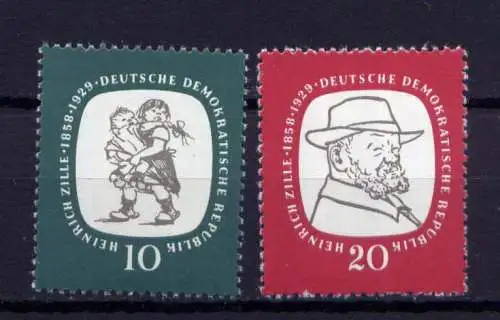 HEINRICH ZILLE · 1858-1929 · DEUTSCHE DEMOKRATISCHE REPUBLIK
10
HEINRICH ZILLE · 1858-1929 · DEUTSCHE DEMOKRATISCHE REPUBLIK
20